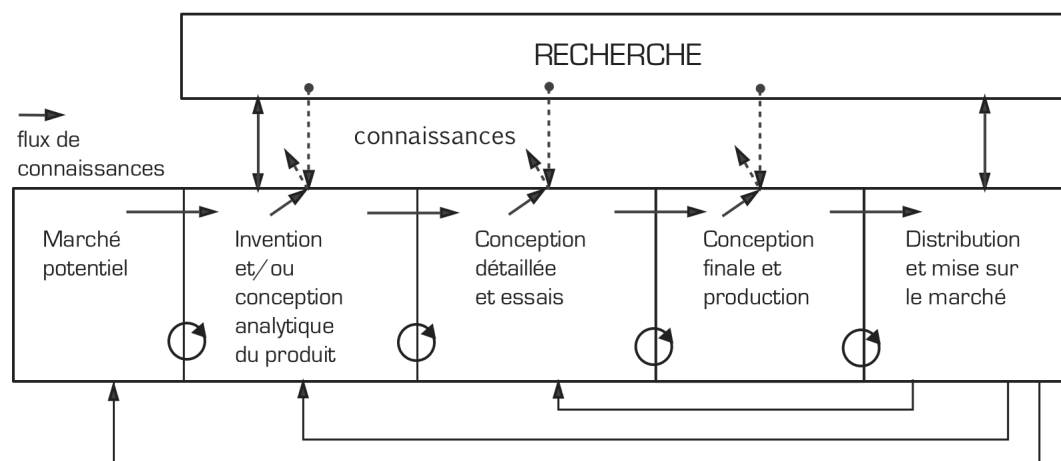 RECHERCHE
flux de
connaissances
connaissances
Marché
potentiel
Invention
et/ou
conception
analytique
du produit
Conception
détaillée
et essais
Conception
finale et
production
Distribution
et mise sur
le marché